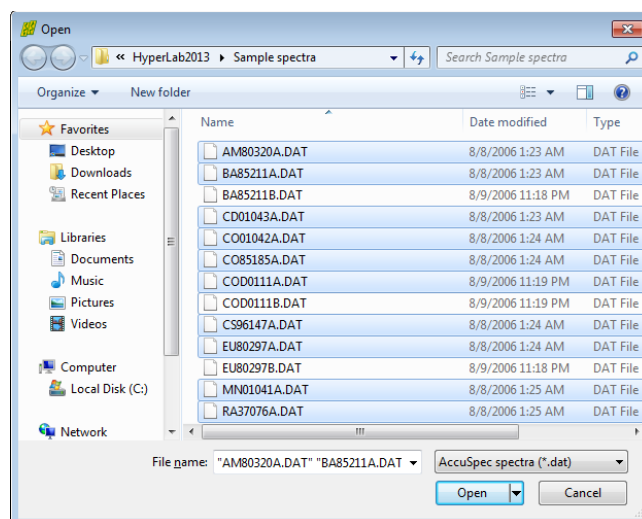 Open
« HyperLab2013 ▸ Sample spectra Search Sample spectra
Organize New folder
Name Date modified Type
Favorites
Desktop
Downloads
Recent Places
Libraries
Documents
Music
Pictures
Videos
Computer
Local Disk (C:)
Network
AM80320A.DAT 8/8/2006 1:23 AM DAT File
BA85211A.DAT 8/8/2006 1:23 AM DAT File
BA85211B.DAT 8/9/2006 11:18 PM DAT File
CD01043A.DAT 8/8/2006 1:23 AM DAT File
CO01042A.DAT 8/8/2006 1:24 AM DAT File
CO85185A.DAT 8/8/2006 1:24 AM DAT File
COD0111A.DAT 8/9/2006 11:19 PM DAT File
COD0111B.DAT 8/9/2006 11:19 PM DAT File
CS96147A.DAT 8/8/2006 1:24 AM DAT File
EU80297A.DAT 8/8/2006 1:24 AM DAT File
EU80297B.DAT 8/9/2006 11:18 PM DAT File
MN01041A.DAT 8/8/2006 1:25 AM DAT File
RA37076A.DAT 8/8/2006 1:25 AM DAT File
File name: "AM80320A.DAT" "BA85211A.DAT AccuSpec spectra (*.dat)
Open Cancel